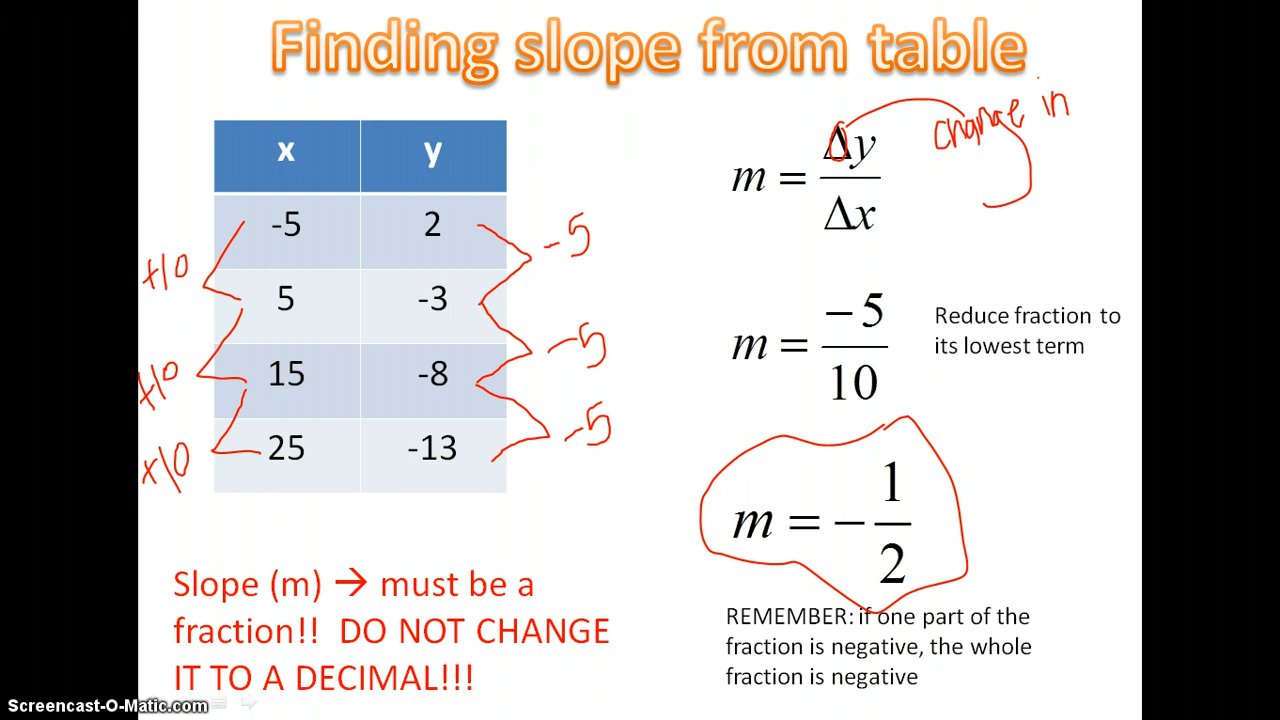 Finding slope from table
x y
-5 2
5 -3
15 -8
25 -13
+10
+10
+10
-5
-5
-5
m = Δy/Δx
change in
m = -5/10
Reduce fraction to
its lowest term
m = -1/2
Slope (m) → must be a
fraction!! DO NOT CHANGE
IT TO A DECIMAL!!!
REMEMBER: if one part of the
fraction is negative, the whole
fraction is negative
Screencast-O-Matic.com